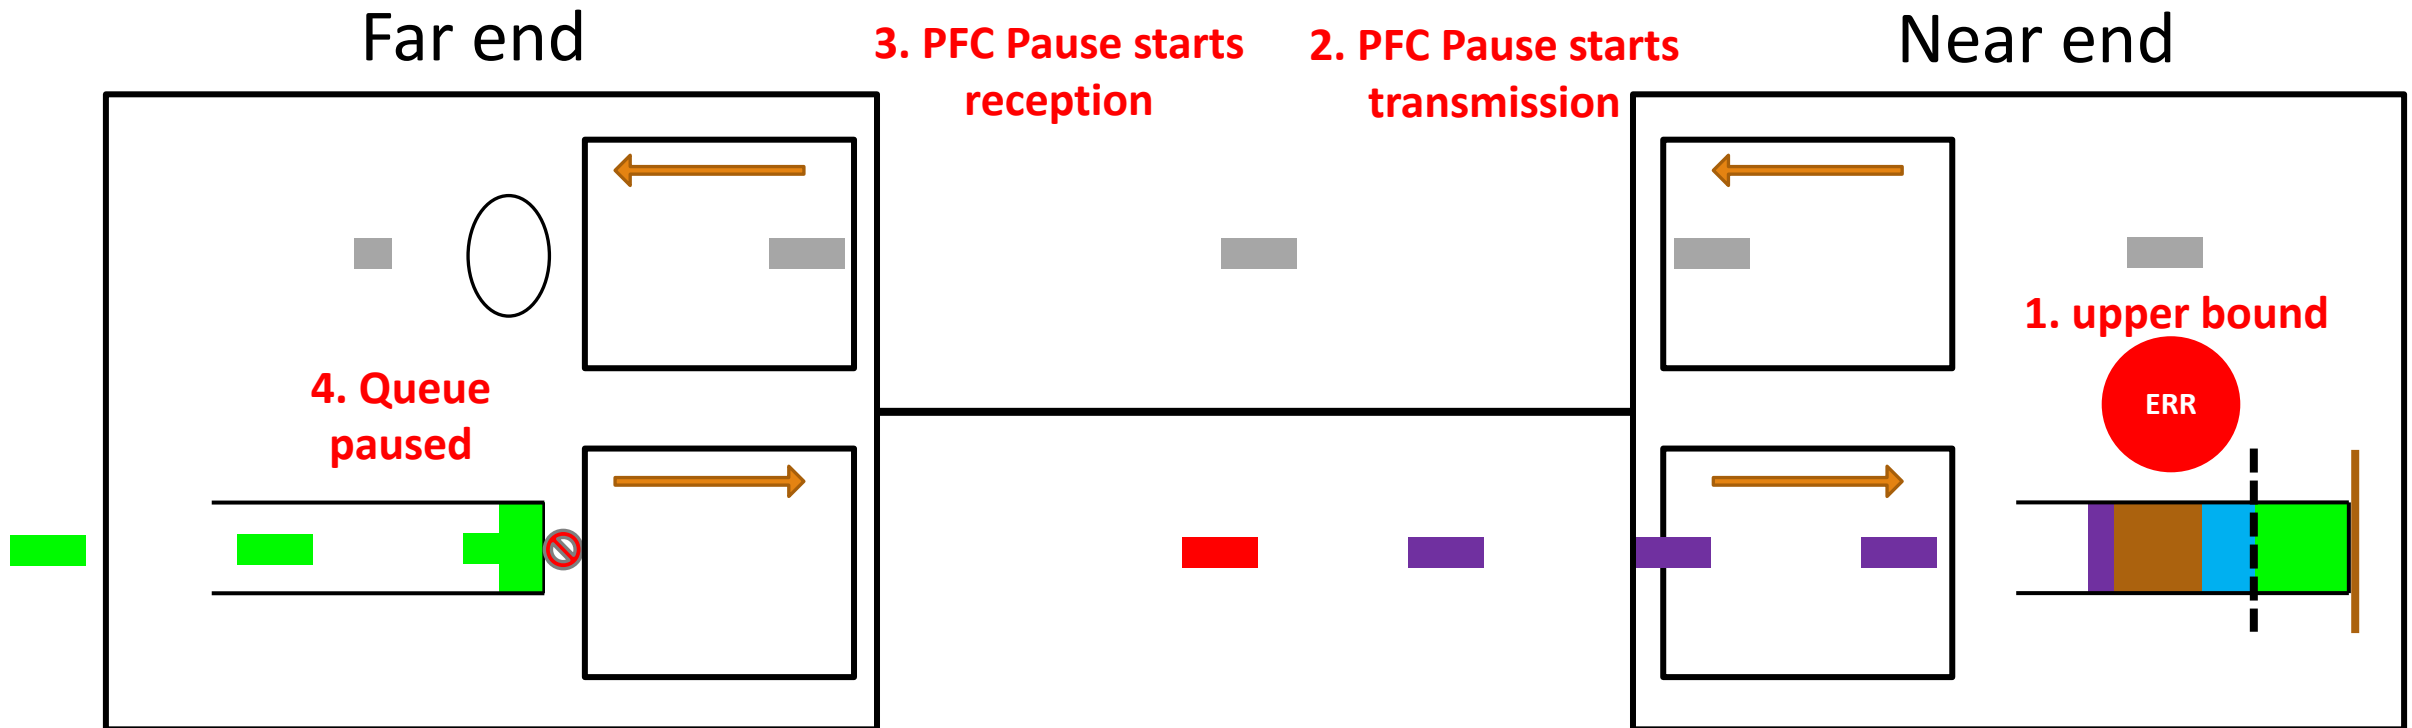 Far end
3. PFC Pause starts
reception
2. PFC Pause starts
transmission
Near end
1. upper bound
ERR
4. Queue
paused